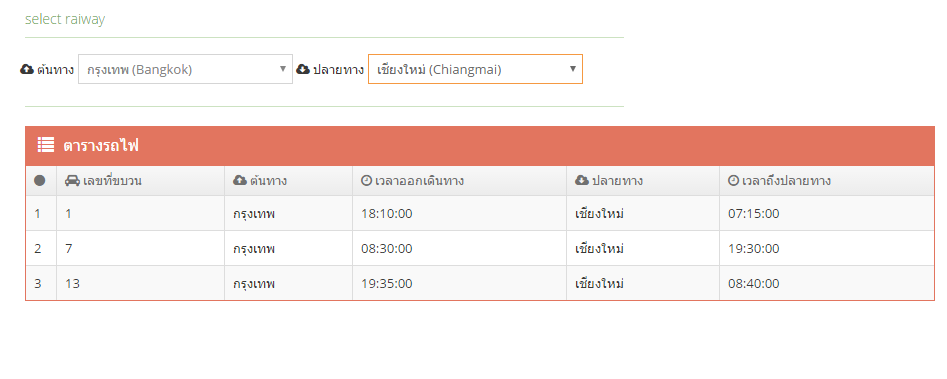 select raiway
ต้นทาง กรุงเทพ (Bangkok) ปลายทาง เชียงใหม่ (Chiangmai)
ตารางรถไฟ
เลขที่ขบวน ต้นทาง เวลาออกเดินทาง ปลายทาง เวลาถึงปลายทาง
1 1 กรุงเทพ 18:10:00 เชียงใหม่ 07:15:00
2 7 กรุงเทพ 08:30:00 เชียงใหม่ 19:30:00
3 13 กรุงเทพ 19:35:00 เชียงใหม่ 08:40:00